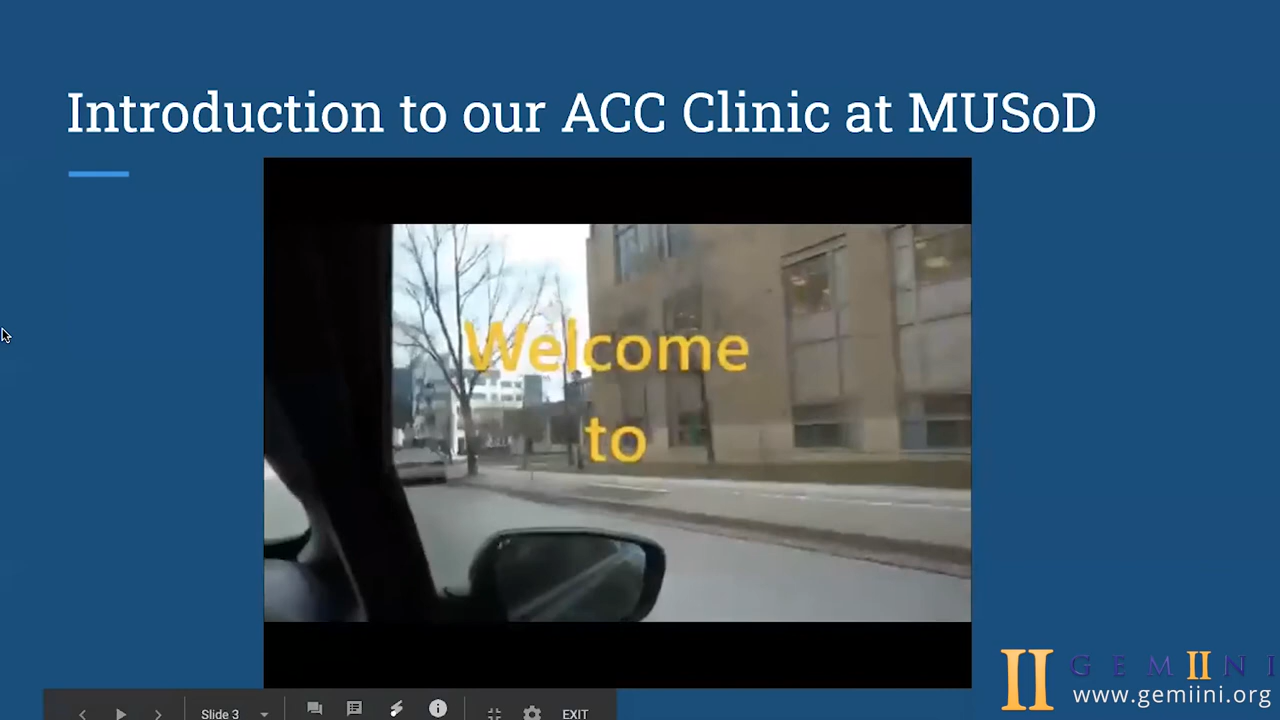 Introduction to our ACC Clinic at MUSoD
Welcome
to
GEMIINI
www.gemiini.org
Slide 3
EXIT